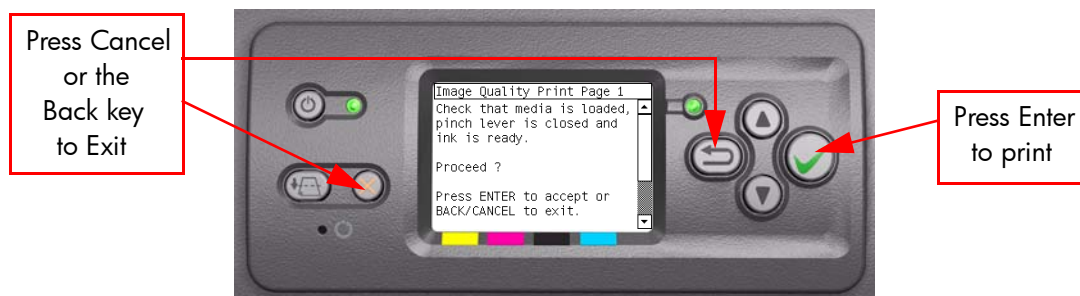 Press Cancel
or the
Back key
to Exit
Image Quality Print Page 1
Check that media is loaded,
pinch lever is closed and
ink is ready.
Proceed ?
Press ENTER to accept or
BACK/CANCEL to exit.
Press Enter
to print